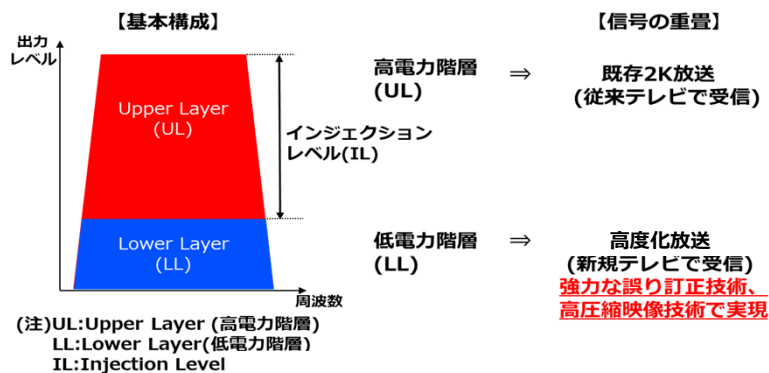 【基本構成】
【信号の重畳】
出力
レベル
Upper Layer
(UL)
インジェクション
レベル(IL)
高電力階層
(UL)
⇒
既存2K放送
(従来テレビで受信)
Lower Layer
(LL)
低電力階層
(LL)
⇒
高度化放送
(新規テレビで受信)
強力な誤り訂正技術、
高圧縮映像技術で実現
周波数
(注)UL:Upper Layer (高電力階層)
LL:Lower Layer(低電力階層)
IL:Injection Level